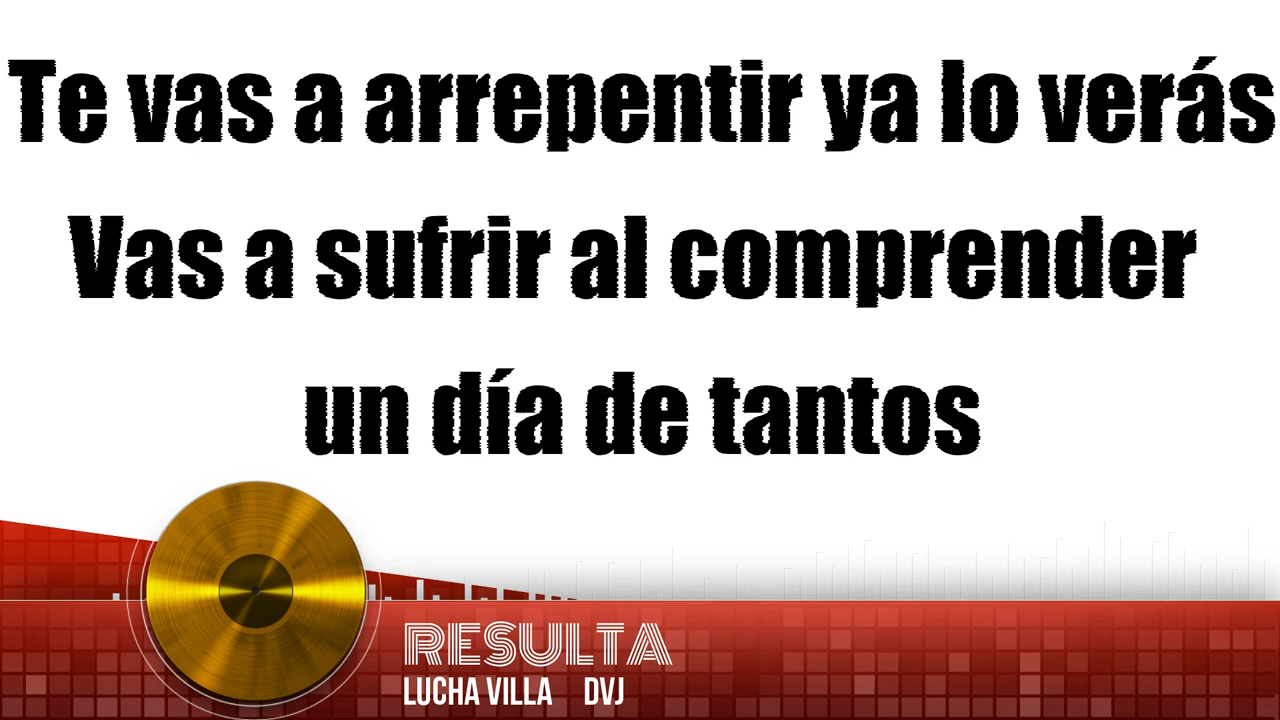 Te vas a arrepentir ya lo verás
Vas a sufrir al comprender
un día de tantos
RESULTA
LUCHA VILLA DVJ